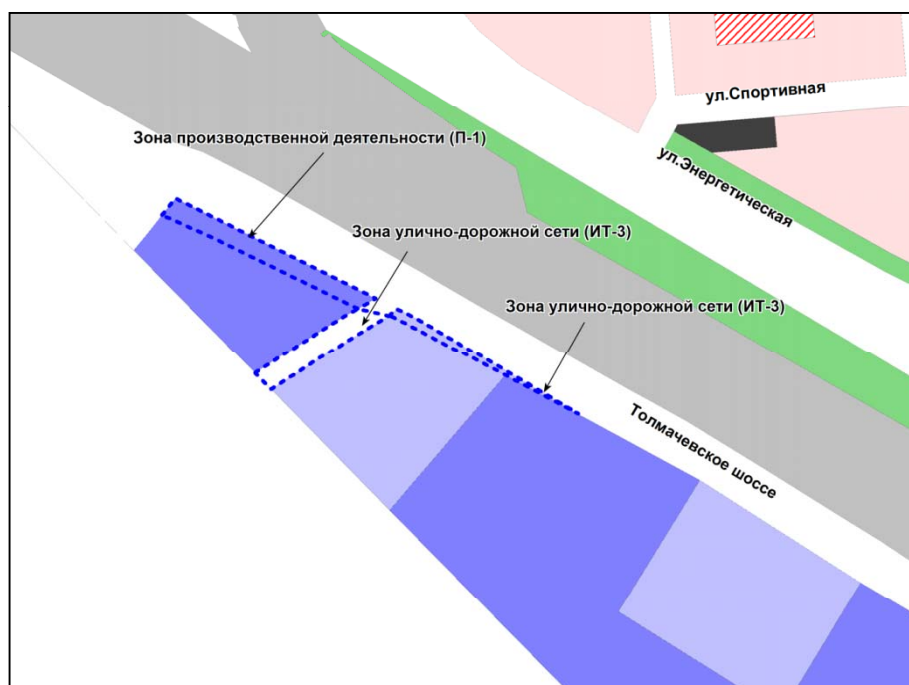 ул.Спортивная
Зона производственной деятельности (П-1)
ул.Энергетическая
Зона улично-дорожной сети (ИТ-3)
Зона улично-дорожной сети (ИТ-3)
Толмачевское шоссе